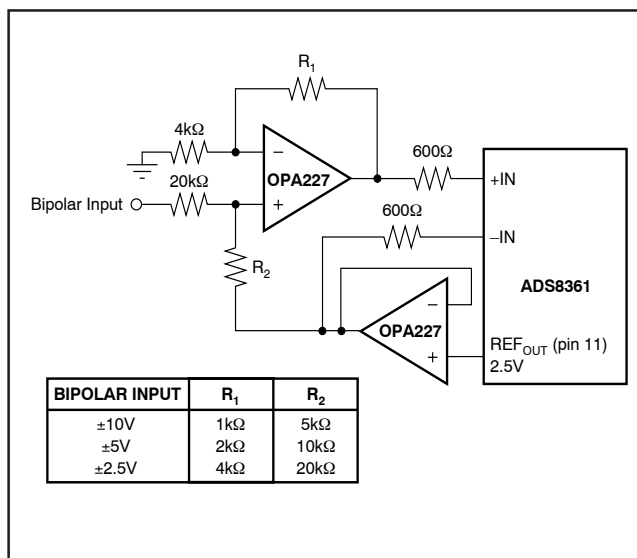 R1
4kΩ
−
OPA227
+
20kΩ
Bipolar Input
600Ω
+IN
600Ω
−IN
R2
ADS8361
−
OPA227
+
REFOUT (pin 11)
2.5V
BIPOLAR INPUT R1 R2
±10V 1kΩ 5kΩ
±5V 2kΩ 10kΩ
±2.5V 4kΩ 20kΩ